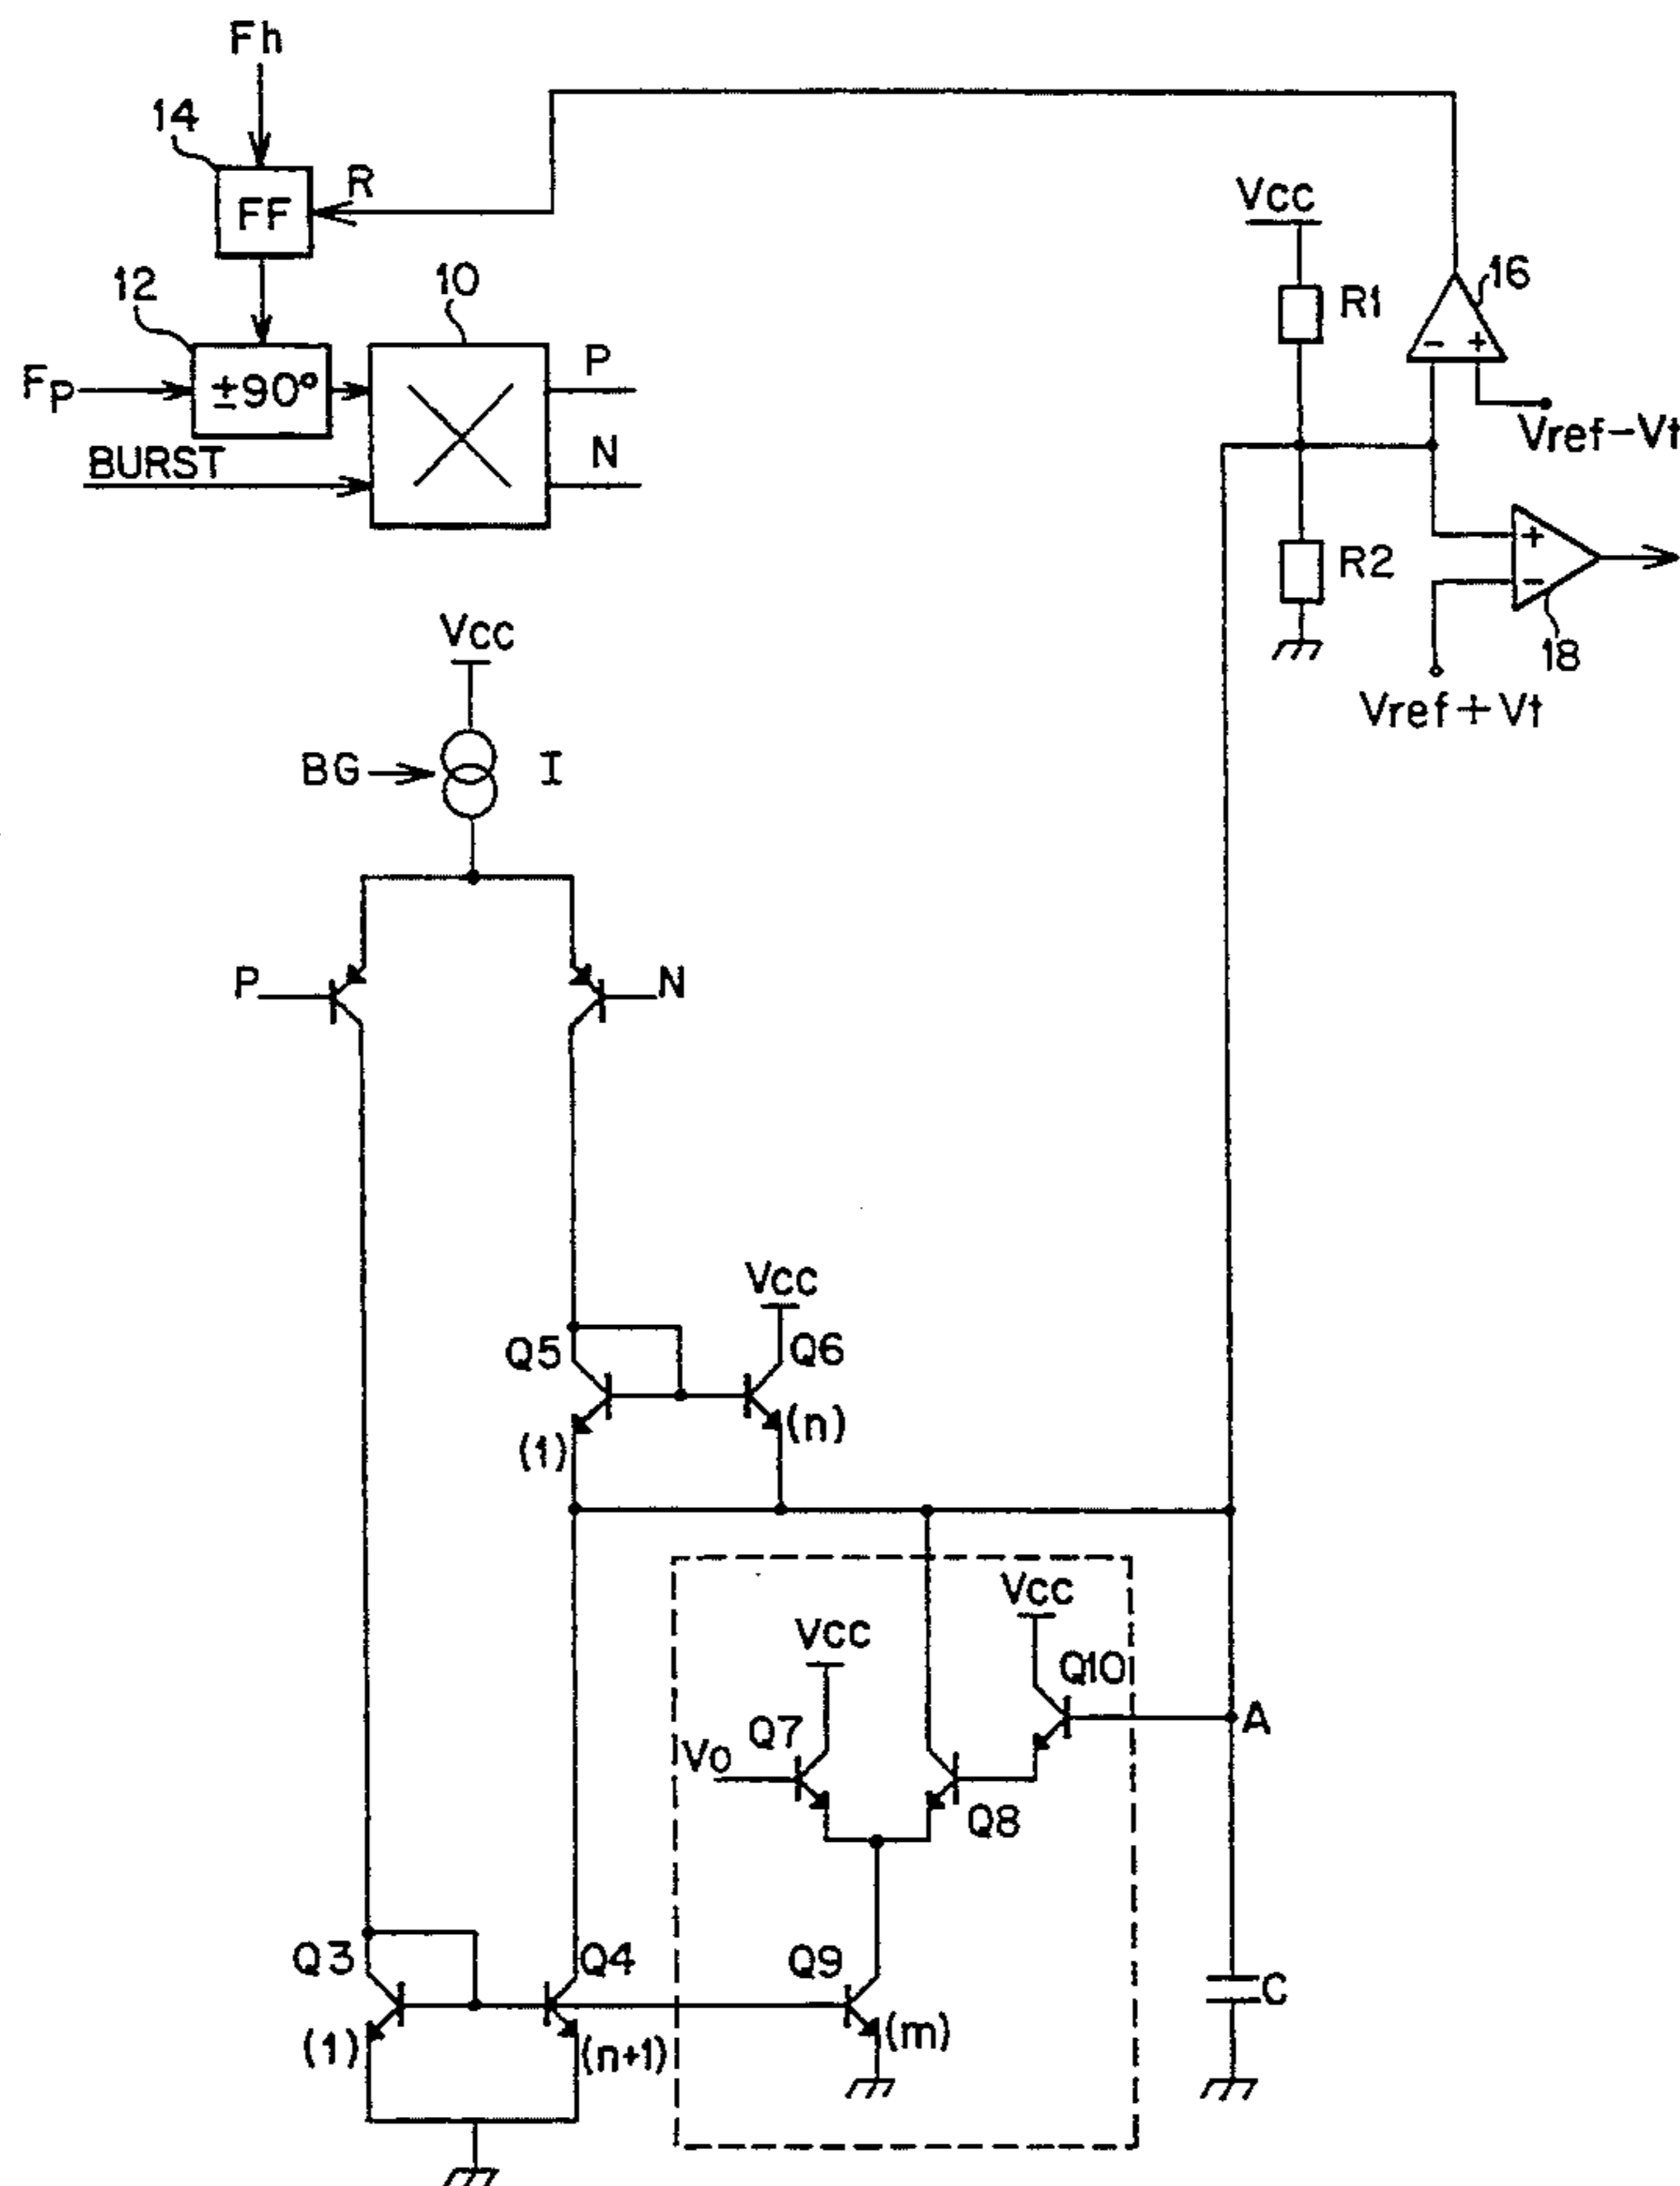 Fh
14
R
FF
12
10
Fp
±90°
P
BURST
N
Vcc
R1
16
- +
Vref-Vt
R2
+
-
18
Vref+Vt
Vcc
BG
I
P
N
Vcc
Q5
Q6
(1)
(n)
Vcc
Vcc
Q10
Q7
A
Vo
Q8
Q3
Q4
Q9
C
(1)
(n+1)
(m)